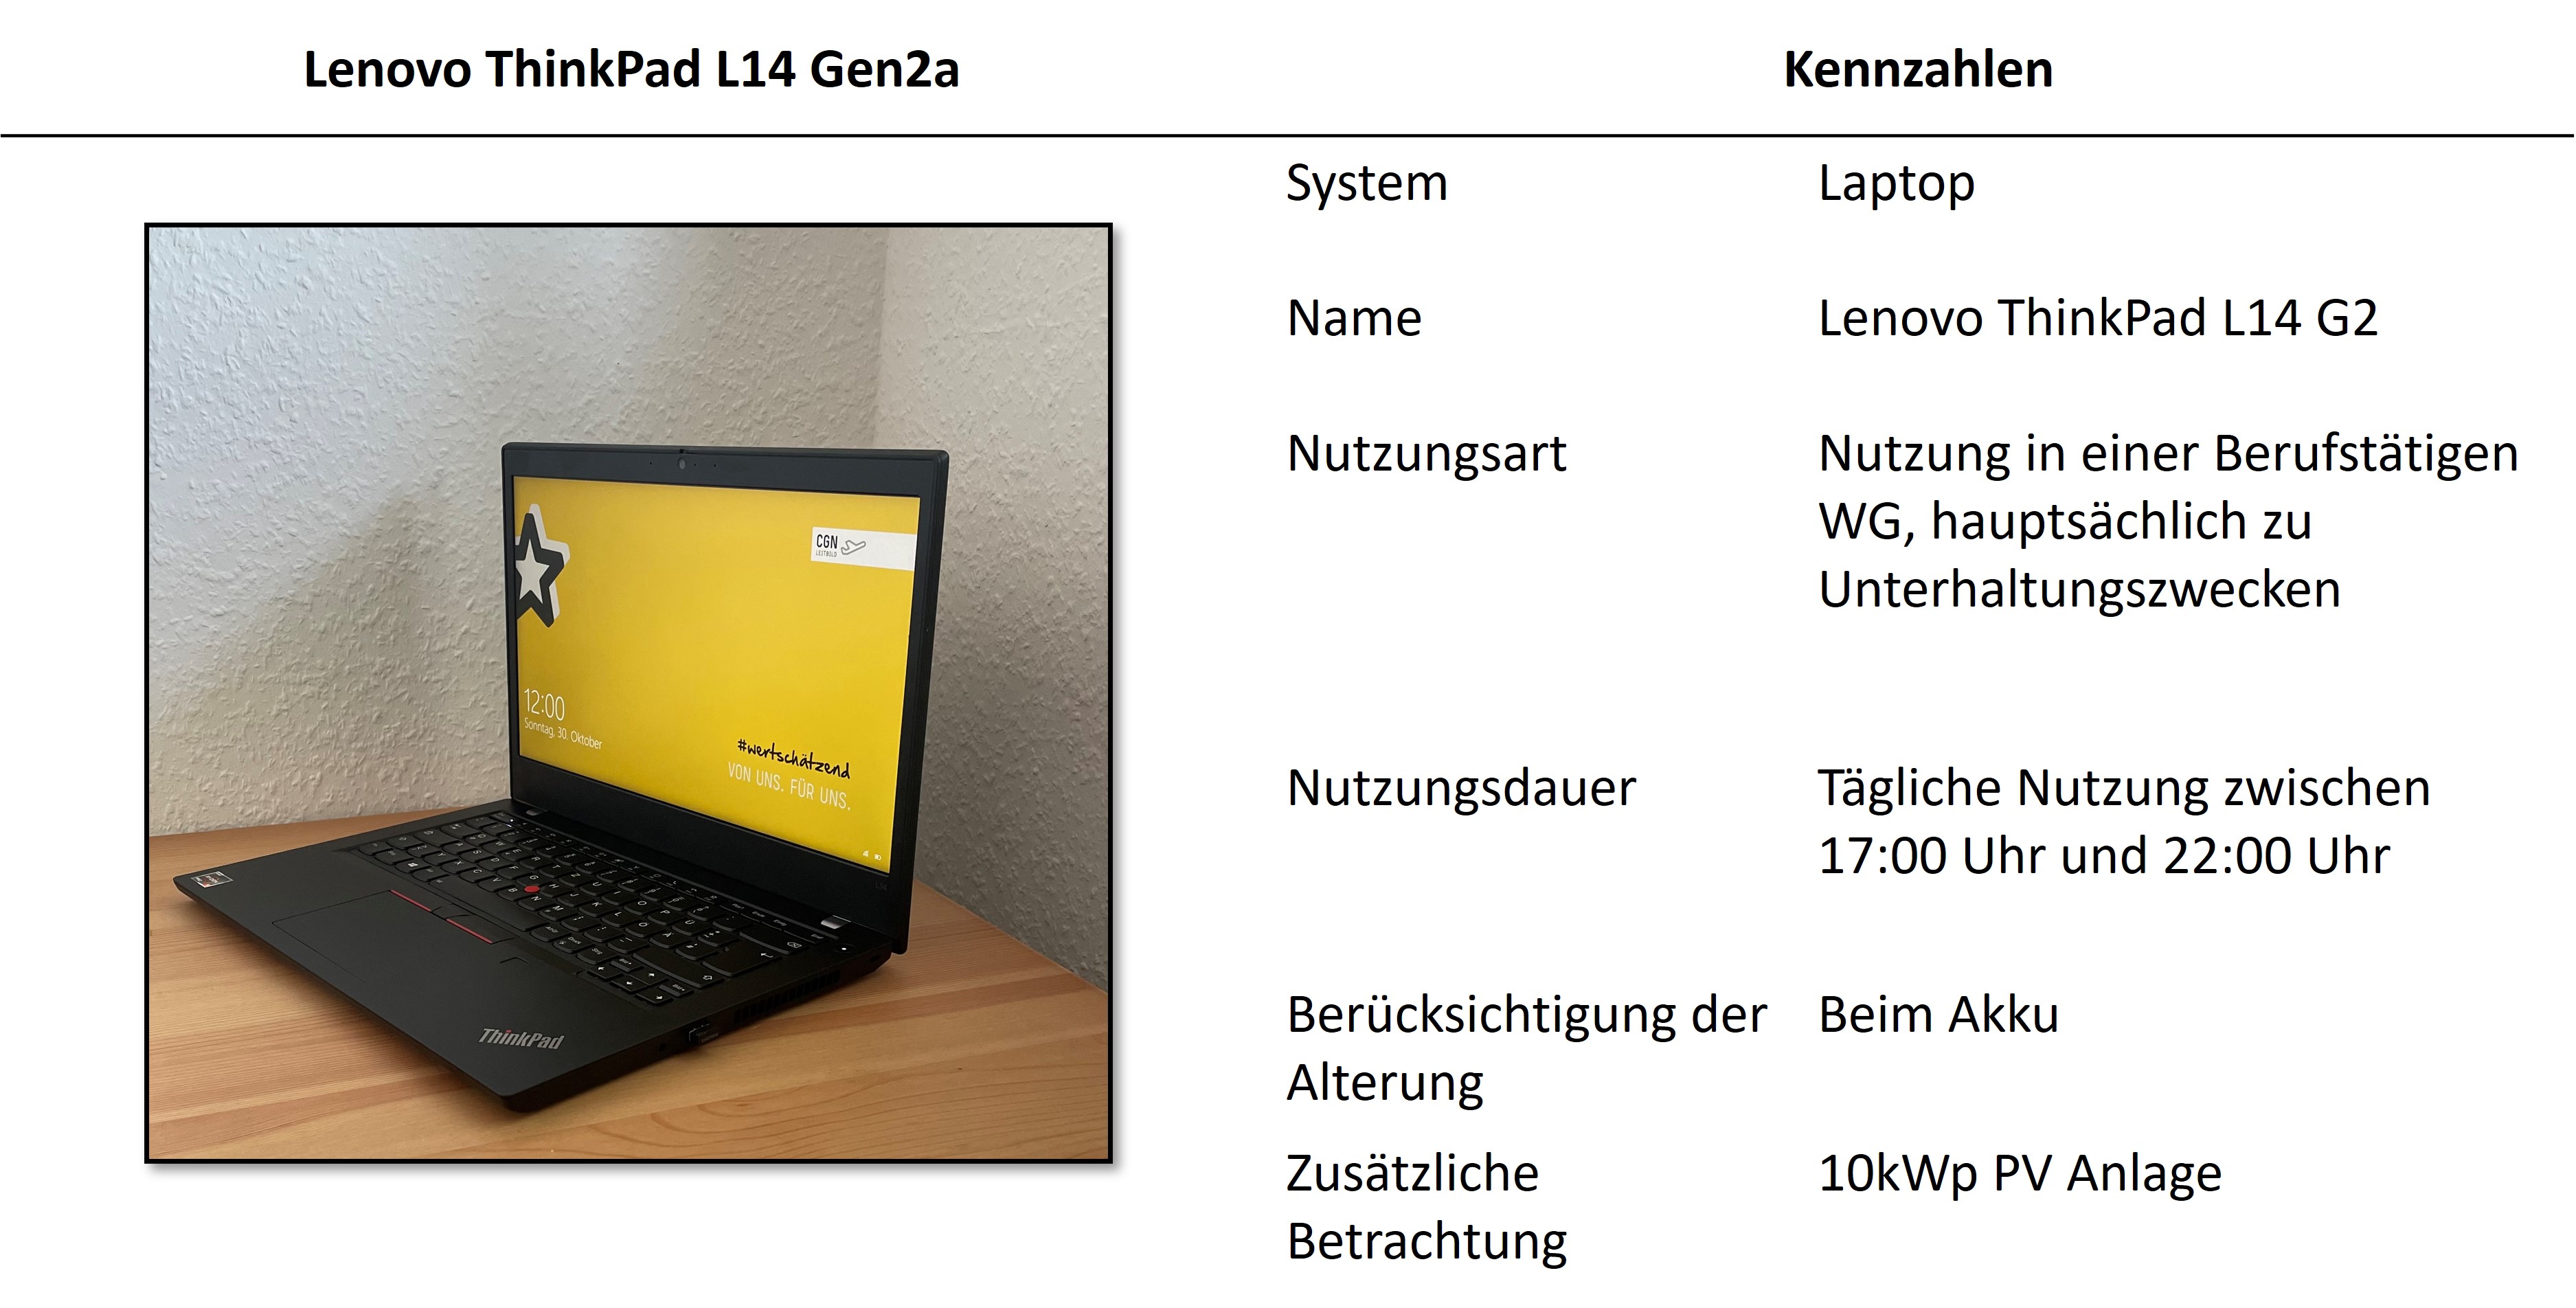 Lenovo ThinkPad L14 Gen2a
Kennzahlen
System
Laptop
Name
Lenovo ThinkPad L14 G2
Nutzungsart
Nutzung in einer Berufstätigen
WG, hauptsächlich zu
Unterhaltungszwecken
Nutzungsdauer
Tägliche Nutzung zwischen
17:00 Uhr und 22:00 Uhr
Berücksichtigung der
Alterung
Beim Akku
Zusätzliche
Betrachtung
10kWp PV Anlage
CGN
LEITBILD
12:00
Sonntag, 30. Oktober
#wertschätzend
VON UNS. FÜR UNS.
ThinkPad